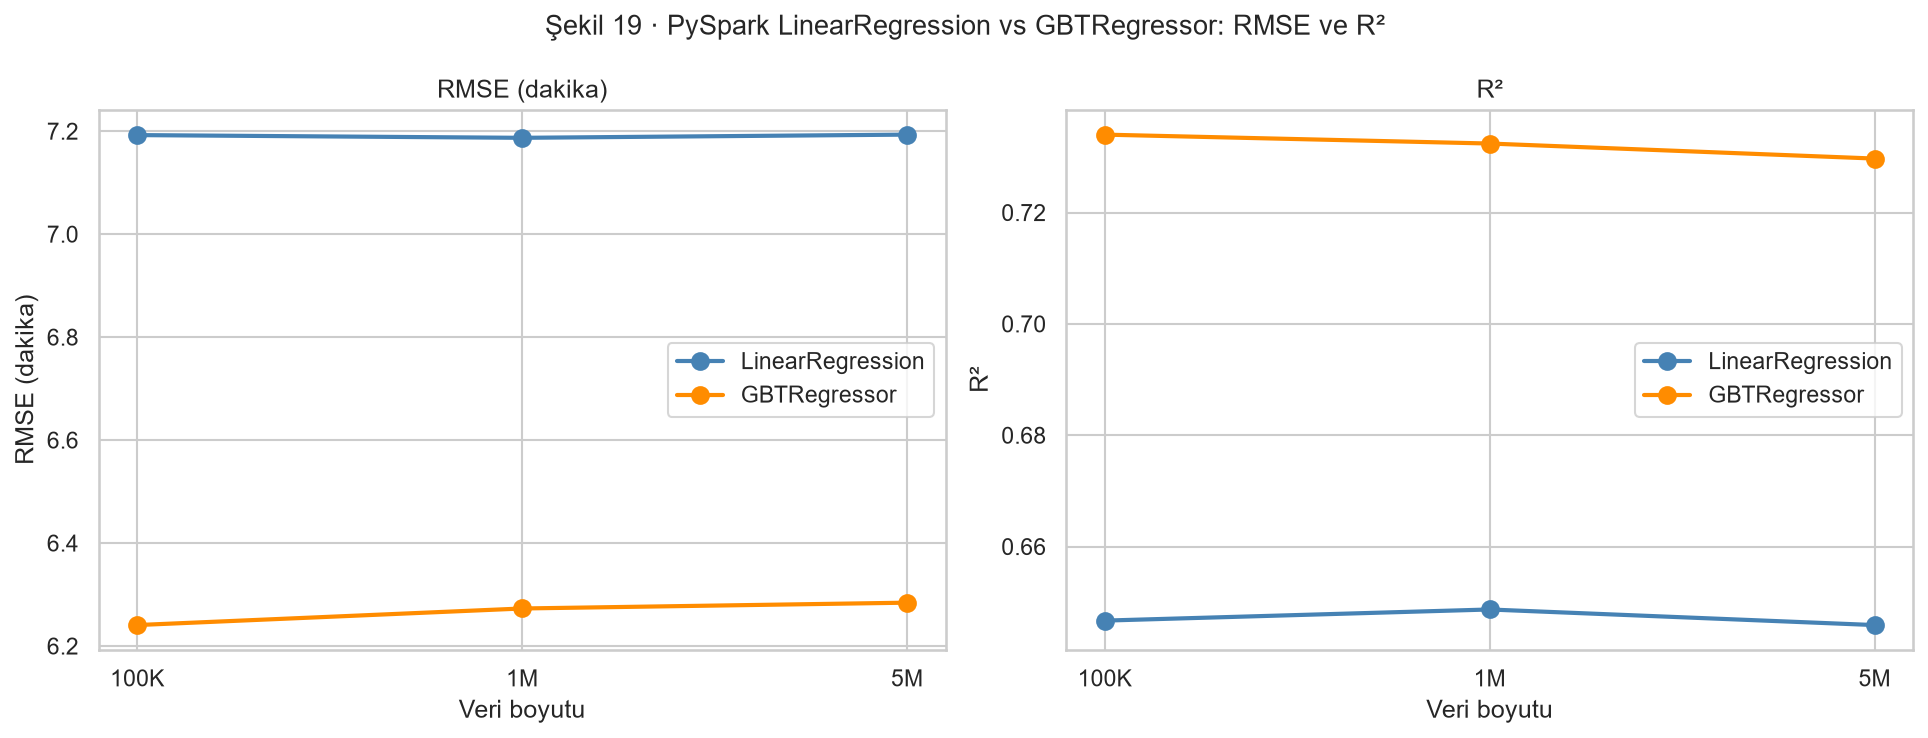 Şekil 19 · PySpark LinearRegression vs GBTRegressor: RMSE ve R²
RMSE (dakika)
7.2
7.0
6.8
6.6
6.4
6.2
RMSE (dakika)
LinearRegression
GBTRegressor
100K
1M
5M
Veri boyutu
R²
0.72
0.70
0.68
0.66
R²
LinearRegression
GBTRegressor
100K
1M
5M
Veri boyutu